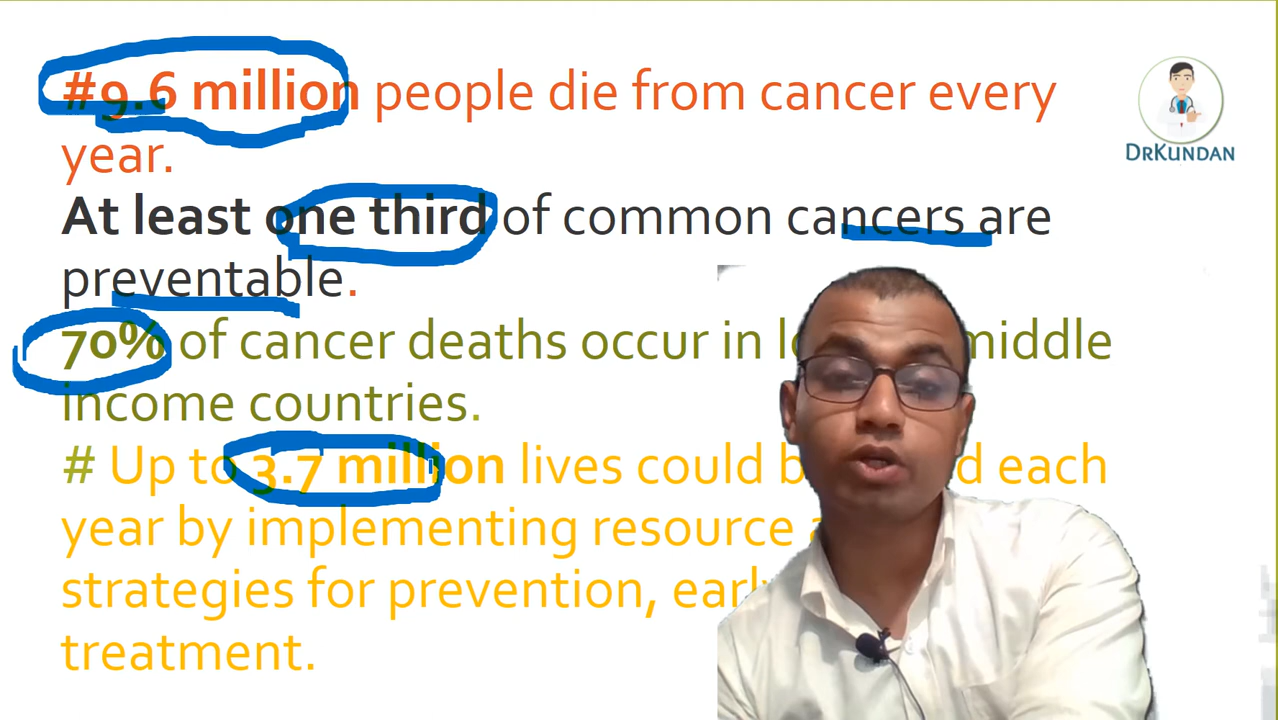 #9.6 million people die from cancer every
year.
DRKUNDAN
At least one third of common cancers are
preventable.
70% of cancer deaths occur in middle
income countries.
# Up to 3.7 million lives could each
year by implementing resource
strategies for prevention,
treatment.